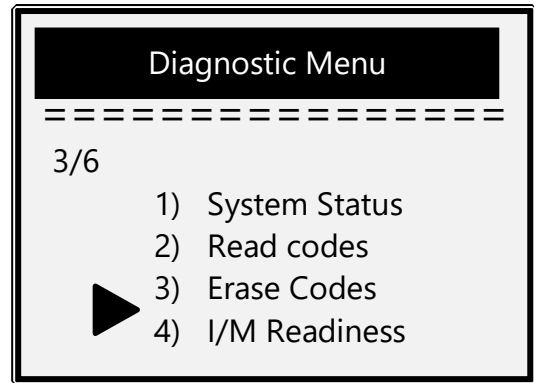 Diagnostic Menu
=================
3/6
1) System Status
2) Read codes
3) Erase Codes
4) I/M Readiness